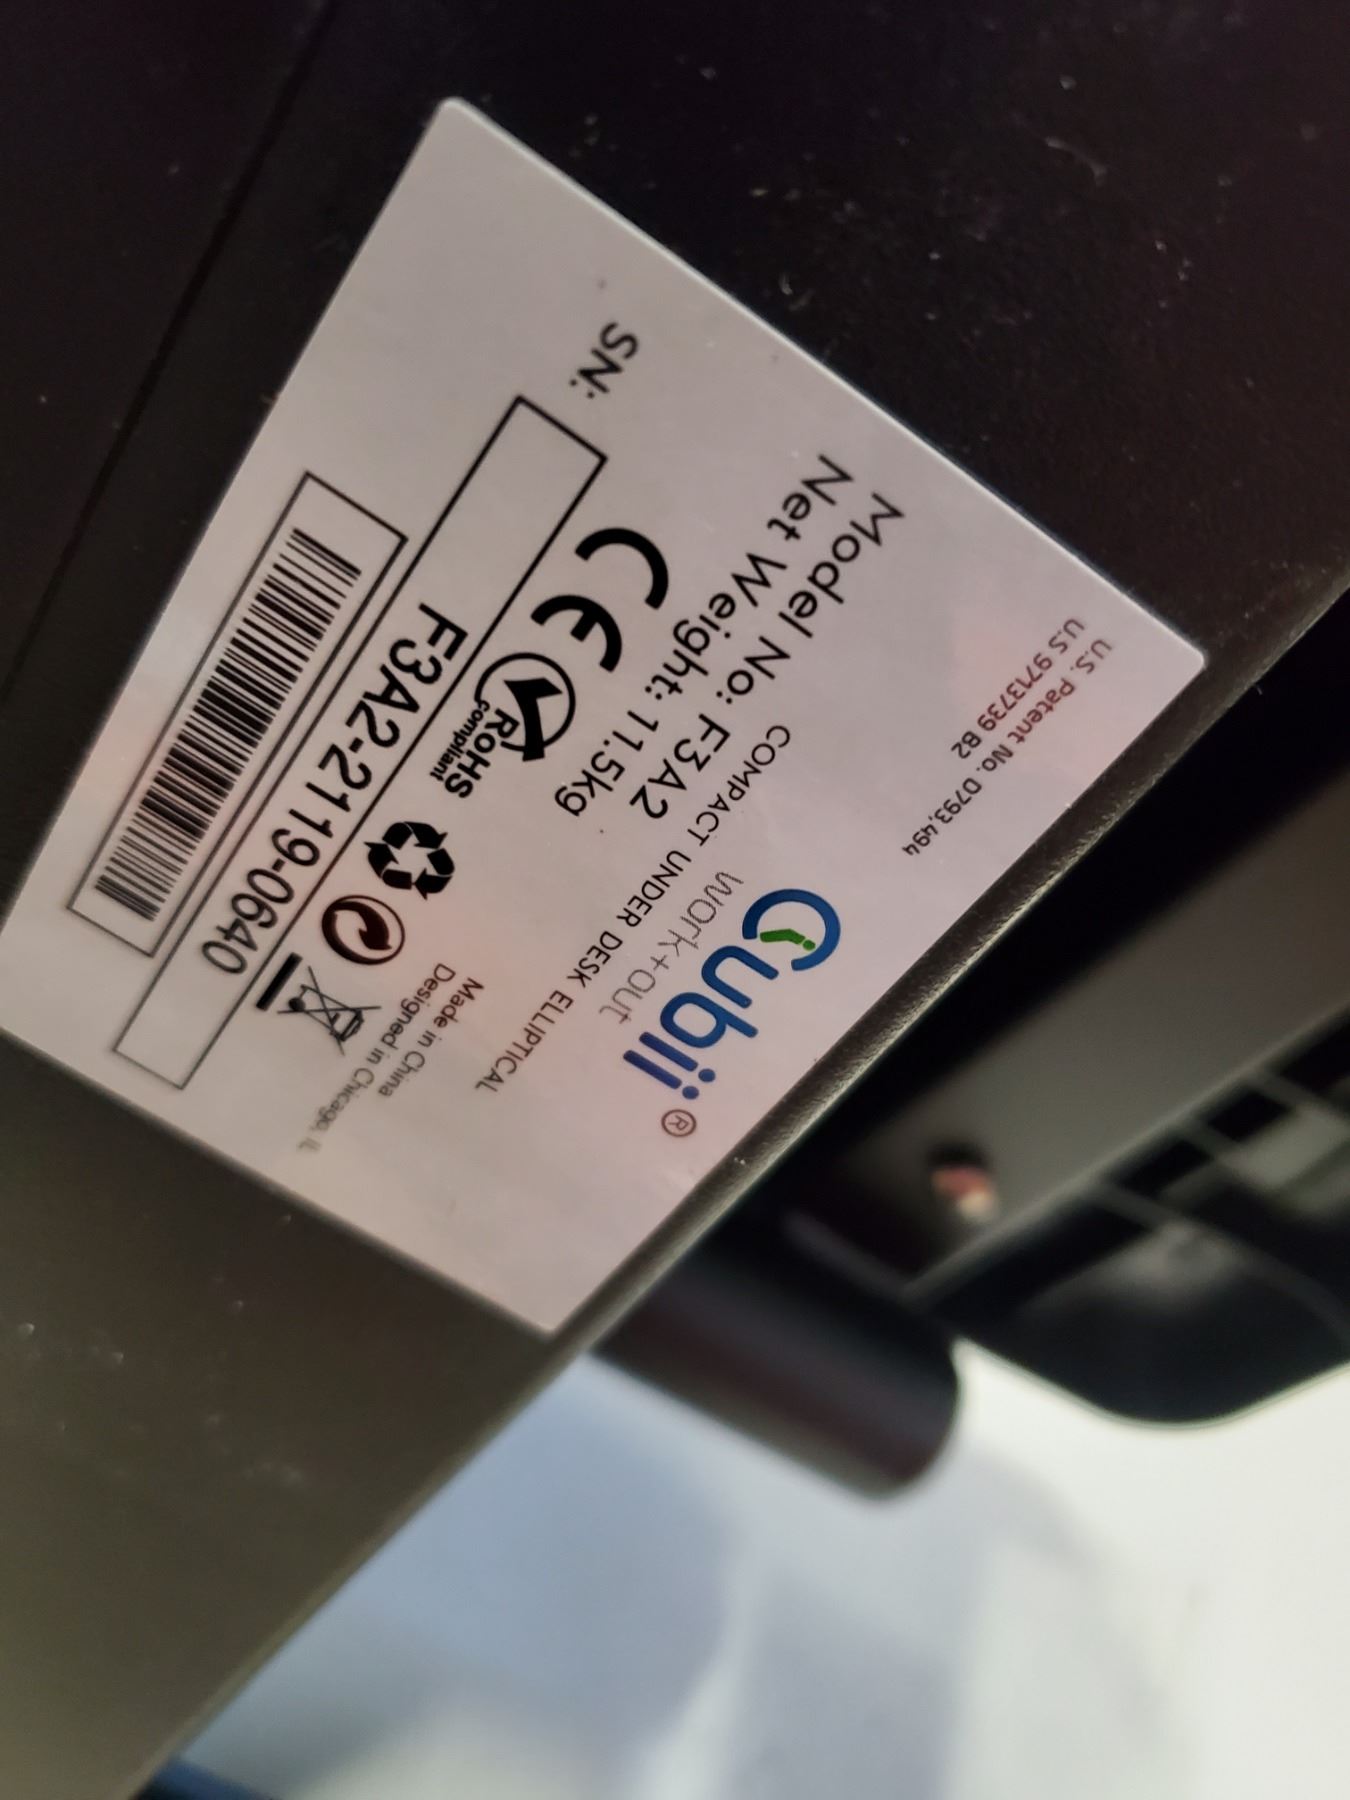 Cubii®
work+out
COMPACT UNDER DESK ELLIPTICAL
U.S. Patent No. D793,494
U.S 9713739 B2
Model No: F3A2
Net Weight: 11.5kg
CE
RoHS
compliant
Made in China
Designed in Chicago, IL
SN:
F3A2-2119-0640